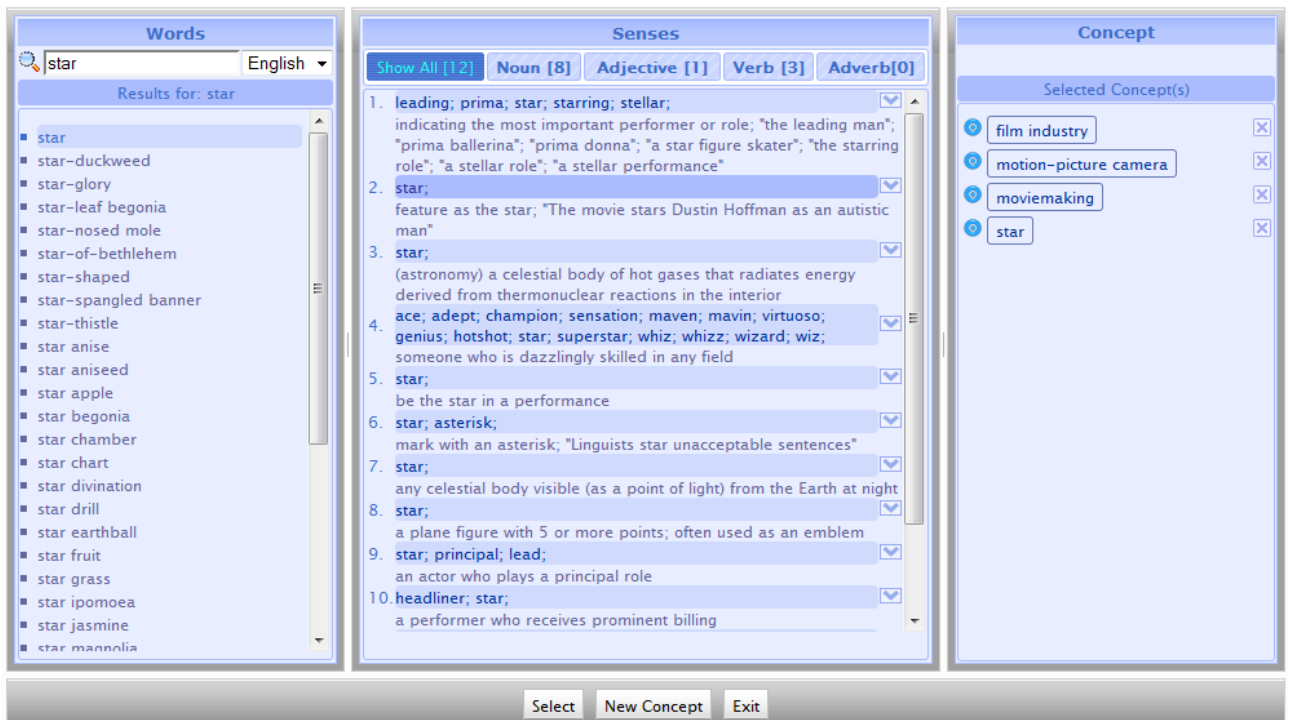 Words
star
English
Results for: star
star
star-duckweed
star-glory
star-leaf begonia
star-nosed mole
star-of-bethlehem
star-shaped
star-spangled banner
star-thistle
star anise
star aniseed
star apple
star begonia
star chamber
star chart
star divination
star drill
star earthball
star fruit
star grass
star ipomoea
star jasmine
star magnolia
Senses
Show All [12] Noun [8] Adjective [1] Verb [3] Adverb[0]
1. leading; prima; star; starring; stellar;
indicating the most important performer or role; "the leading man";
"prima ballerina"; "prima donna"; "a star figure skater"; "the starring
role"; "a stellar role"; "a stellar performance"
2. star;
feature as the star; "The movie stars Dustin Hoffman as an autistic
man"
3. star;
(astronomy) a celestial body of hot gases that radiates energy
derived from thermonuclear reactions in the interior
4. ace; adept; champion; sensation; maven; mavin; virtuoso;
genius; hotshot; star; superstar; whiz; whizz; wizard; wiz;
someone who is dazzlingly skilled in any field
5. star;
be the star in a performance
6. star; asterisk;
mark with an asterisk; "Linguists star unacceptable sentences"
7. star;
any celestial body visible (as a point of light) from the Earth at night
8. star;
a plane figure with 5 or more points; often used as an emblem
9. star; principal; lead;
an actor who plays a principal role
10. headliner; star;
a performer who receives prominent billing
Concept
Selected Concept(s)
film industry
motion-picture camera
moviemaking
star
Select New Concept Exit